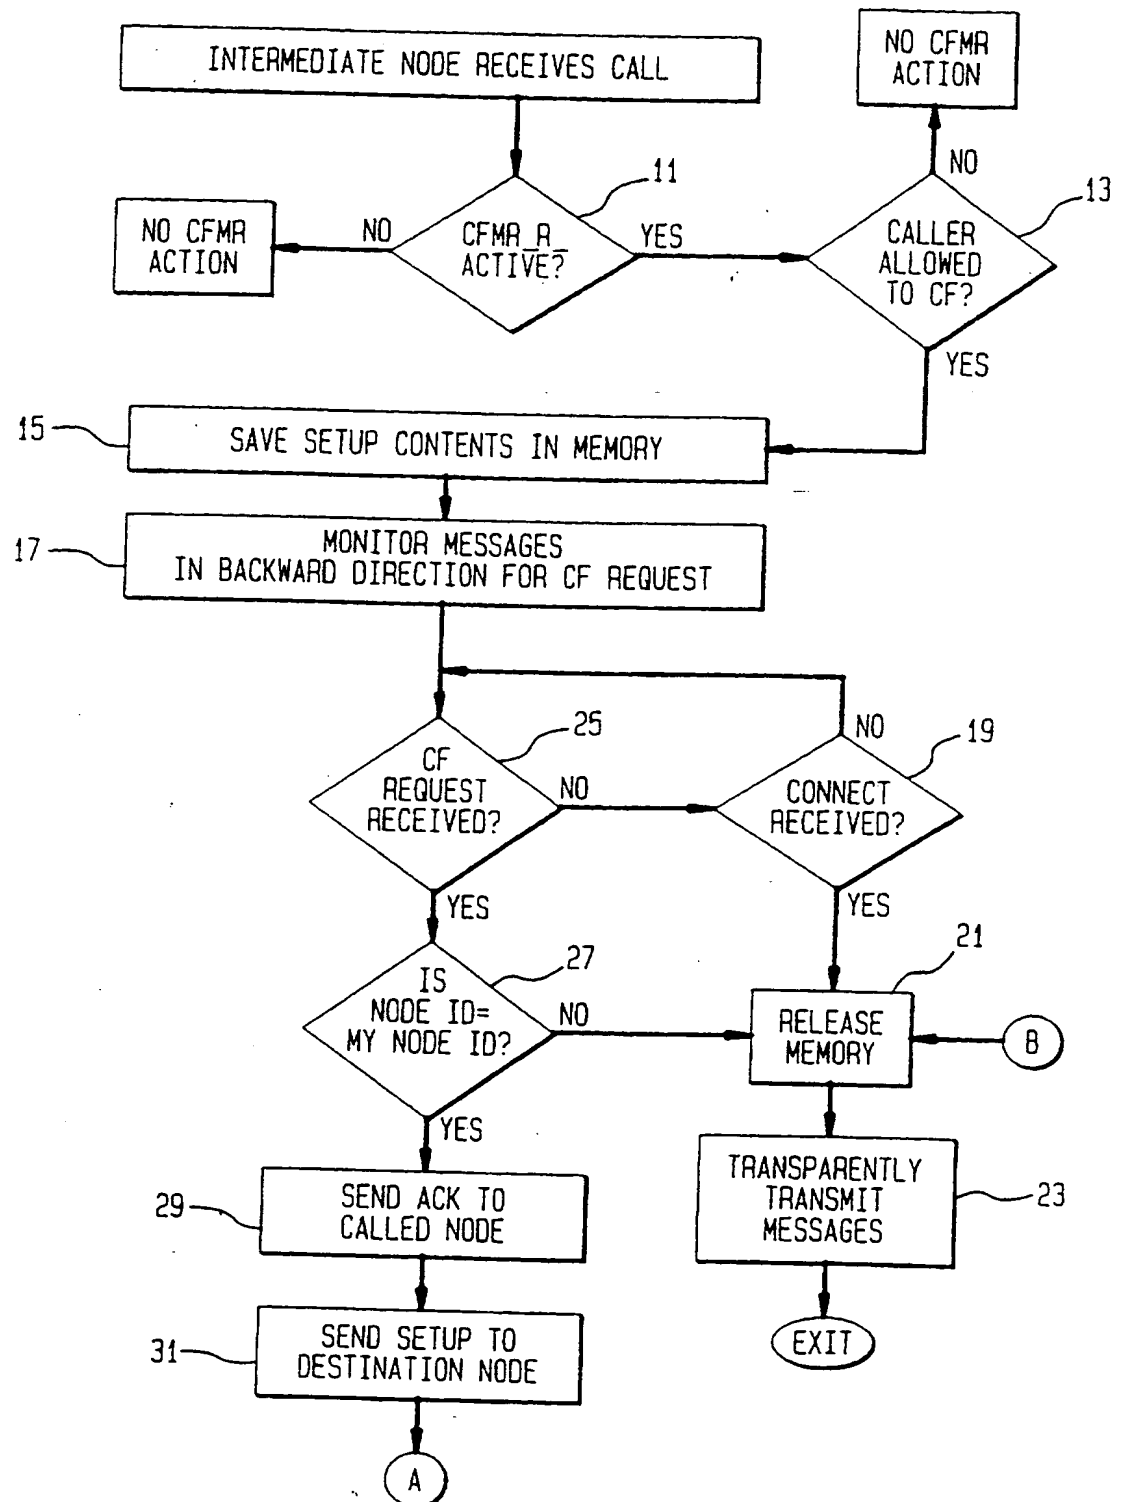 INTERMEDIATE NODE RECEIVES CALL
NO CFMR
ACTION
NO
11
13
NO CFMR
ACTION
NO
CFMR_R_
ACTIVE?
YES
CALLER
ALLOWED
TO CF?
YES
15
SAVE SETUP CONTENTS IN MEMORY
17
MONITOR MESSAGES
IN BACKWARD DIRECTION FOR CF REQUEST
25
NO
19
CF
REQUEST
RECEIVED?
NO
CONNECT
RECEIVED?
YES
YES
21
27
IS
NODE ID=
MY NODE ID?
NO
RELEASE
MEMORY
B
YES
29
SEND ACK TO
CALLED NODE
TRANSPARENTLY
TRANSMIT
MESSAGES
23
31
SEND SETUP TO
DESTINATION NODE
EXIT
A